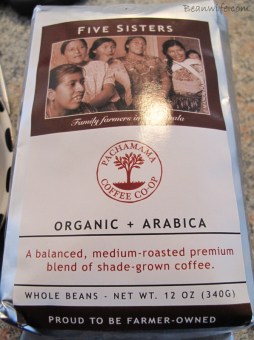 BeanWife.com
FIVE SISTERS
Family farmers in
PACHAMAMA
COFFEE CO-OP
ORGANIC + ARABICA
A balanced, medium-roasted premium
blend of shade-grown coffee.
WHOLE BEANS - NET WT. 12 OZ (340G)
PROUD TO BE FARMER-OWNED